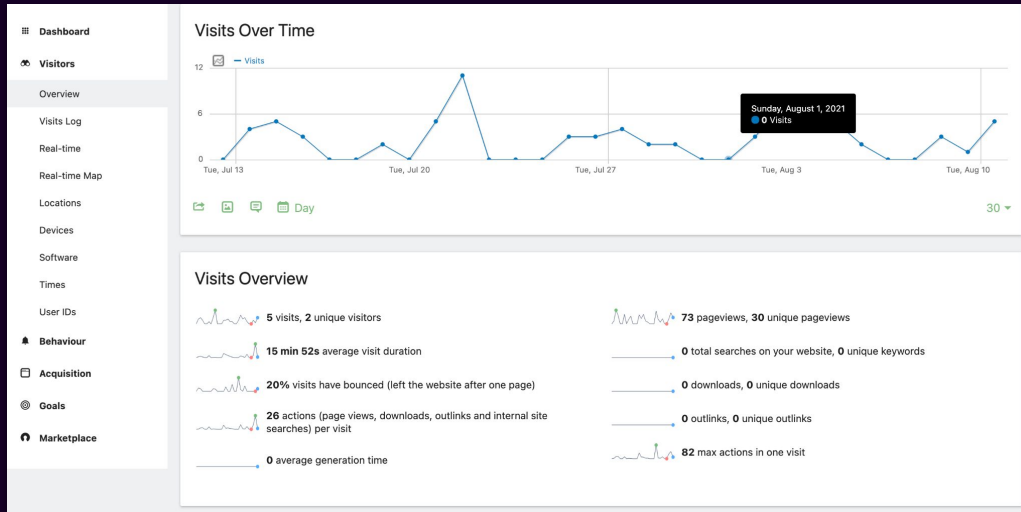 Dashboard
Visitors
Overview
Visits Log
Real-time
Real-time Map
Locations
Devices
Software
Times
User IDs
Behaviour
Acquisition
Goals
Marketplace
Visits Over Time
Visits
12
6
0
Sunday, August 1, 2021
0 Visits
Tue, Jul 13
Tue, Jul 20
Tue, Jul 27
Tue, Aug 3
Tue, Aug 10
Day
30
Visits Overview
5 visits, 2 unique visitors
15 min 52s average visit duration
20% visits have bounced (left the website after one page)
26 actions (page views, downloads, outlinks and internal site
searches) per visit
0 average generation time
73 pageviews, 30 unique pageviews
0 total searches on your website, 0 unique keywords
0 downloads, 0 unique downloads
0 outlinks, 0 unique outlinks
82 max actions in one visit